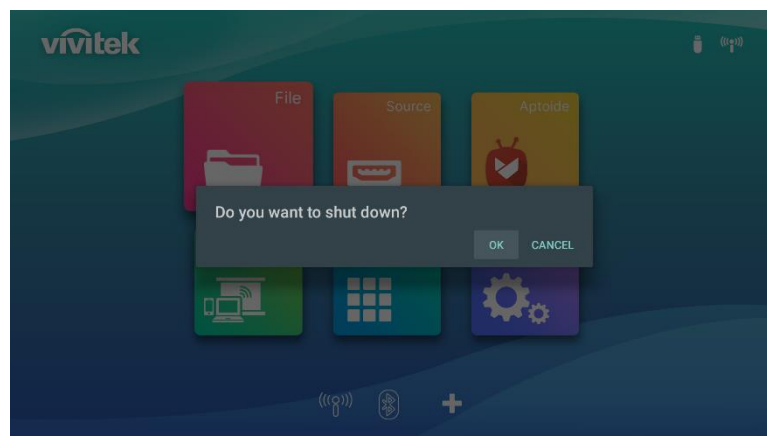 vivitek
File
Source
Aptoide
Do you want to shut down?
OK CANCEL